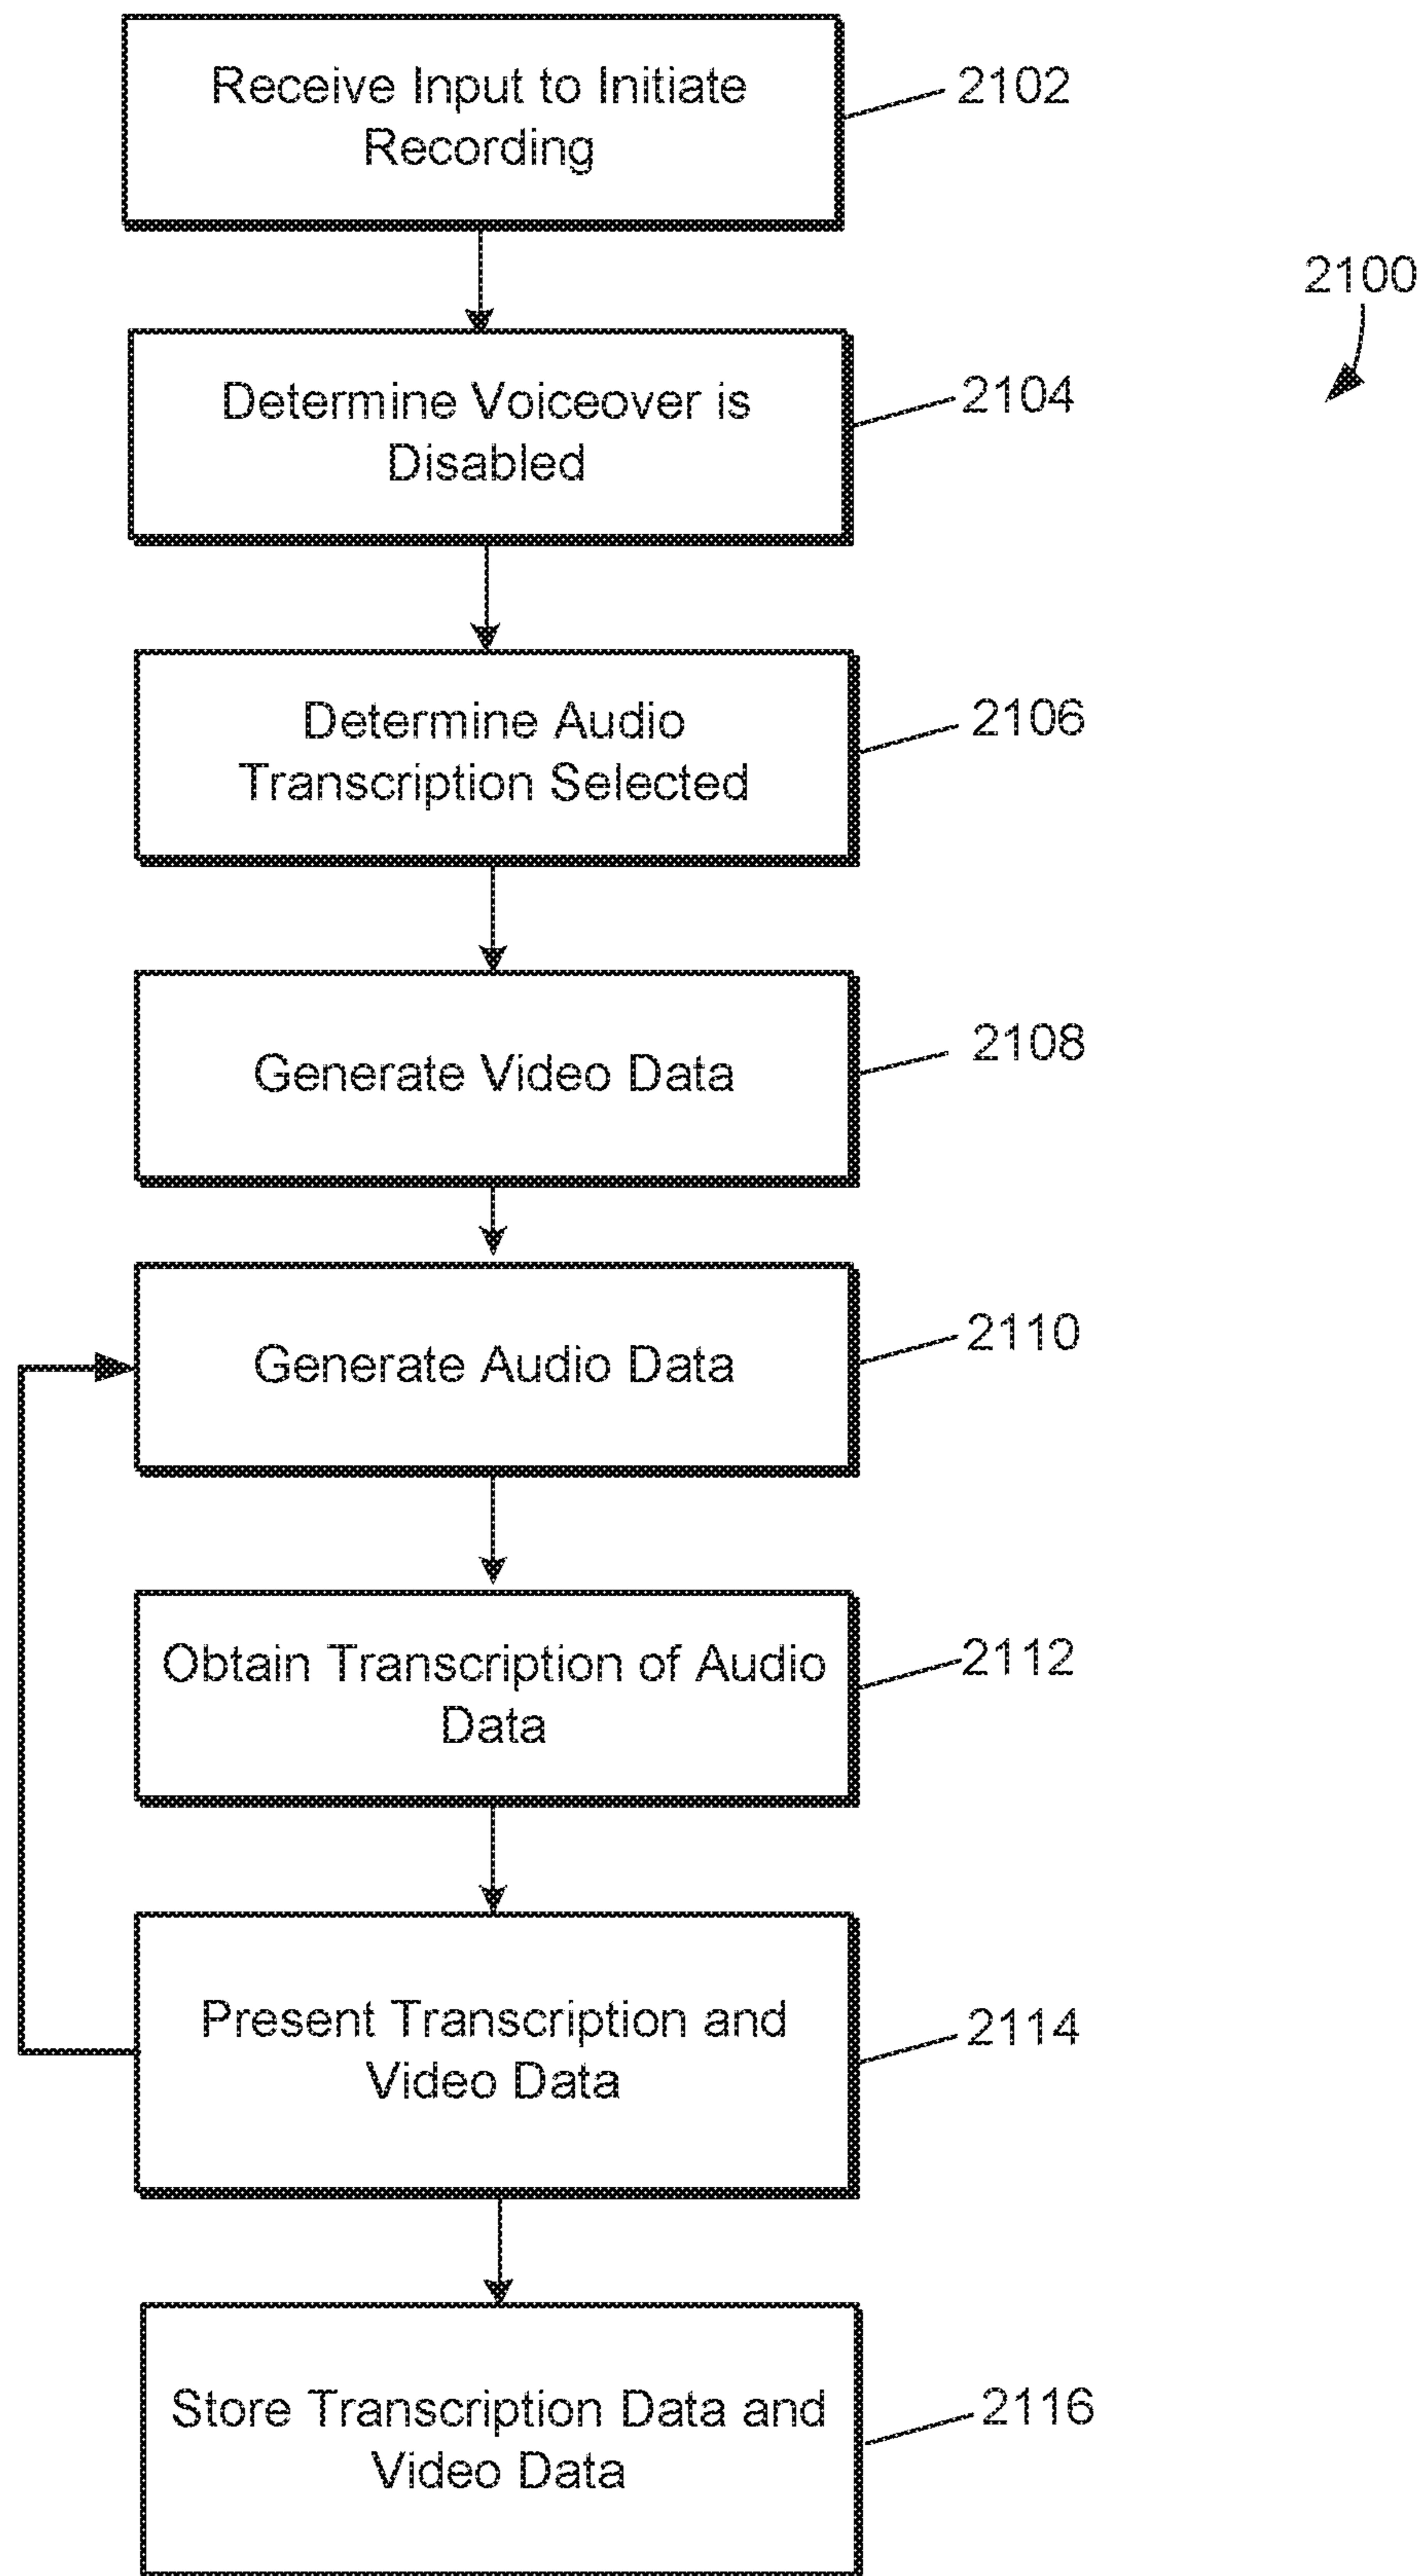 Receive Input to Initiate
Recording
2102
2100
Determine Voiceover is
Disabled
2104
Determine Audio
Transcription Selected
2106
Generate Video Data
2108
Generate Audio Data
2110
Obtain Transcription of Audio
Data
2112
Present Transcription and
Video Data
2114
Store Transcription Data and
Video Data
2116